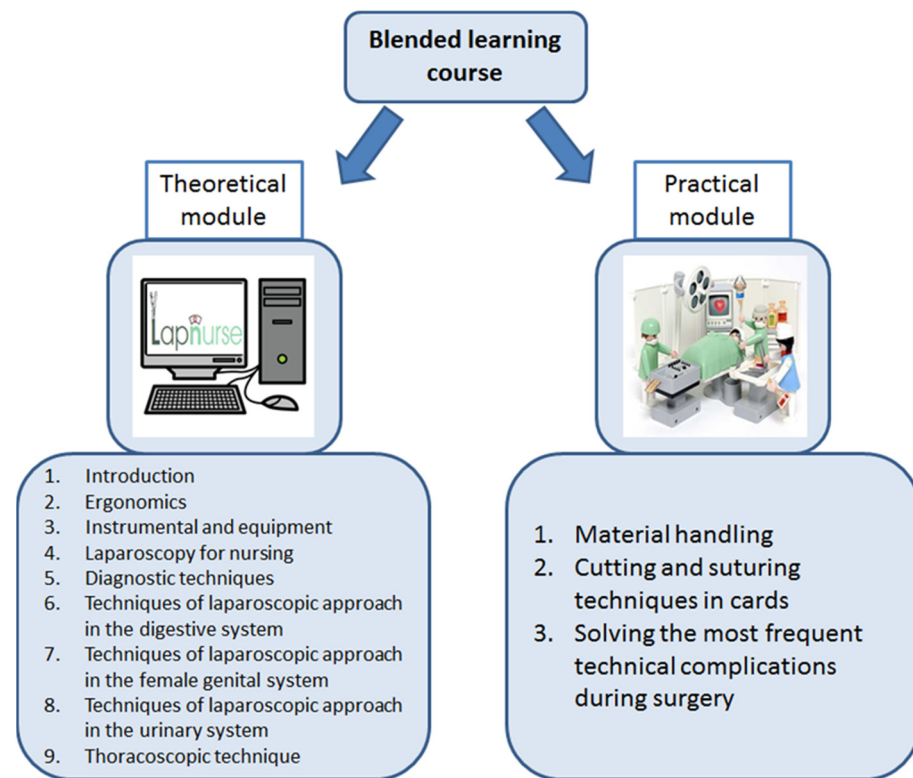 Blended learning
course
Theoretical
module
Practical
module
Lapnurse
1. Introduction
2. Ergonomics
3. Instrumental and equipment
4. Laparoscopy for nursing
5. Diagnostic techniques
6. Techniques of laparoscopic approach
in the digestive system
7. Techniques of laparoscopic approach
in the female genital system
8. Techniques of laparoscopic approach
in the urinary system
9. Thoracoscopic technique
1. Material handling
2. Cutting and suturing
techniques in cards
3. Solving the most frequent
technical complications
during surgery